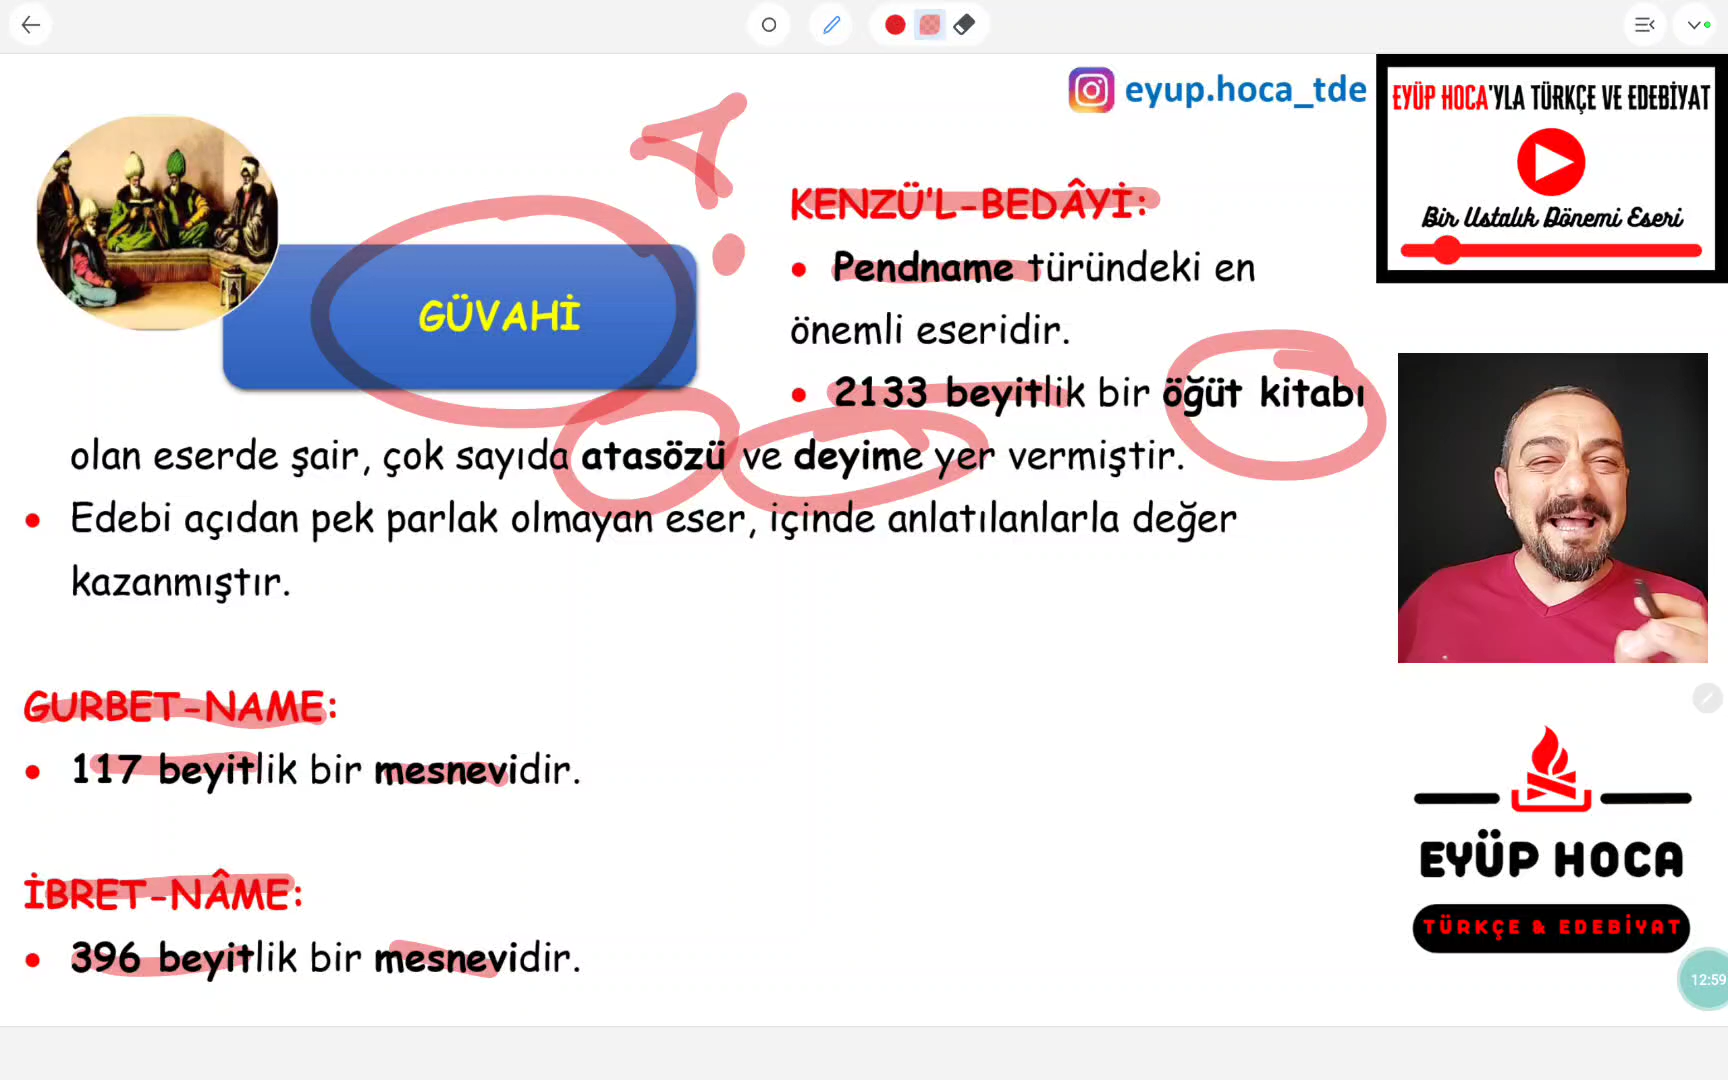 eyup.hoca_tde
EYÜP HOCA'YLA TÜRKÇE VE EDEBİYAT
Bir Ustalık Dönemi Eseri
GÜVAHİ
KENZÜ'L-BEDÂYİ:
• Pendname türündeki en
önemli eseridir.
• 2133 beyitlik bir öğüt kitabı
olan eserde şair, çok sayıda atasözü ve deyime yer vermiştir.
• Edebi açıdan pek parlak olmayan eser, içinde anlatılanlarla değer
kazanmıştır.
GURBET-NAME:
• 117 beyitlik bir mesnevidir.
İBRET-NÂME:
• 396 beyitlik bir mesnevidir.
EYÜP HOCA
TÜRKÇE & EDEBİYAT
12:59